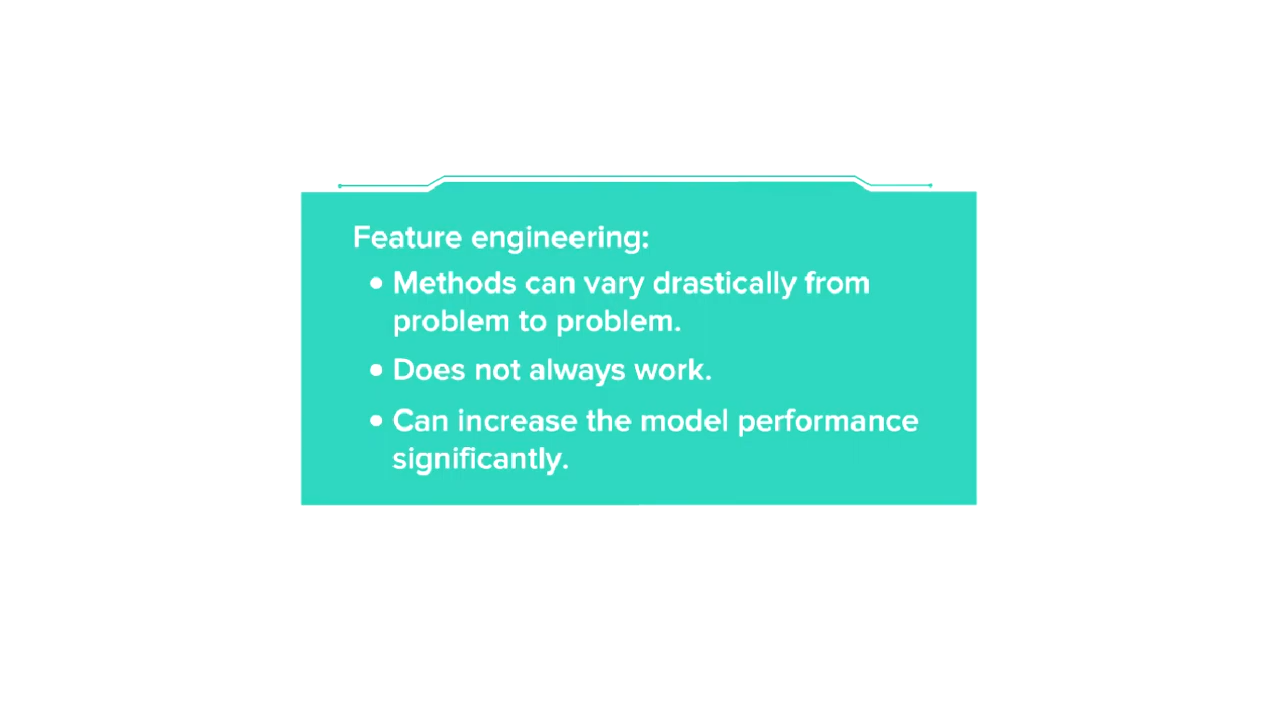 Feature engineering:
• Methods can vary drastically from
problem to problem.
• Does not always work.
• Can increase the model performance
significantly.